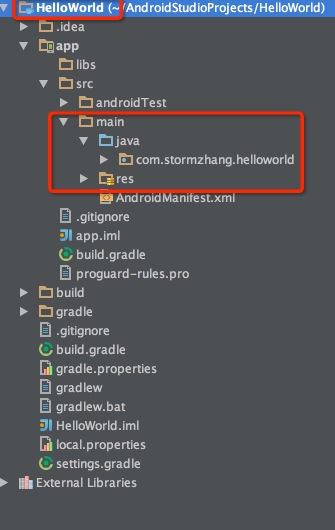 HelloWorld (~/AndroidStudioProjects/HelloWorld)
.idea
app
libs
src
androidTest
main
java
com.stormzhang.helloworld
res
AndroidManifest.xml
.gitignore
app.iml
build.gradle
proguard-rules.pro
build
gradle
.gitignore
build.gradle
gradle.properties
gradlew
gradlew.bat
HelloWorld.iml
local.properties
settings.gradle
External Libraries